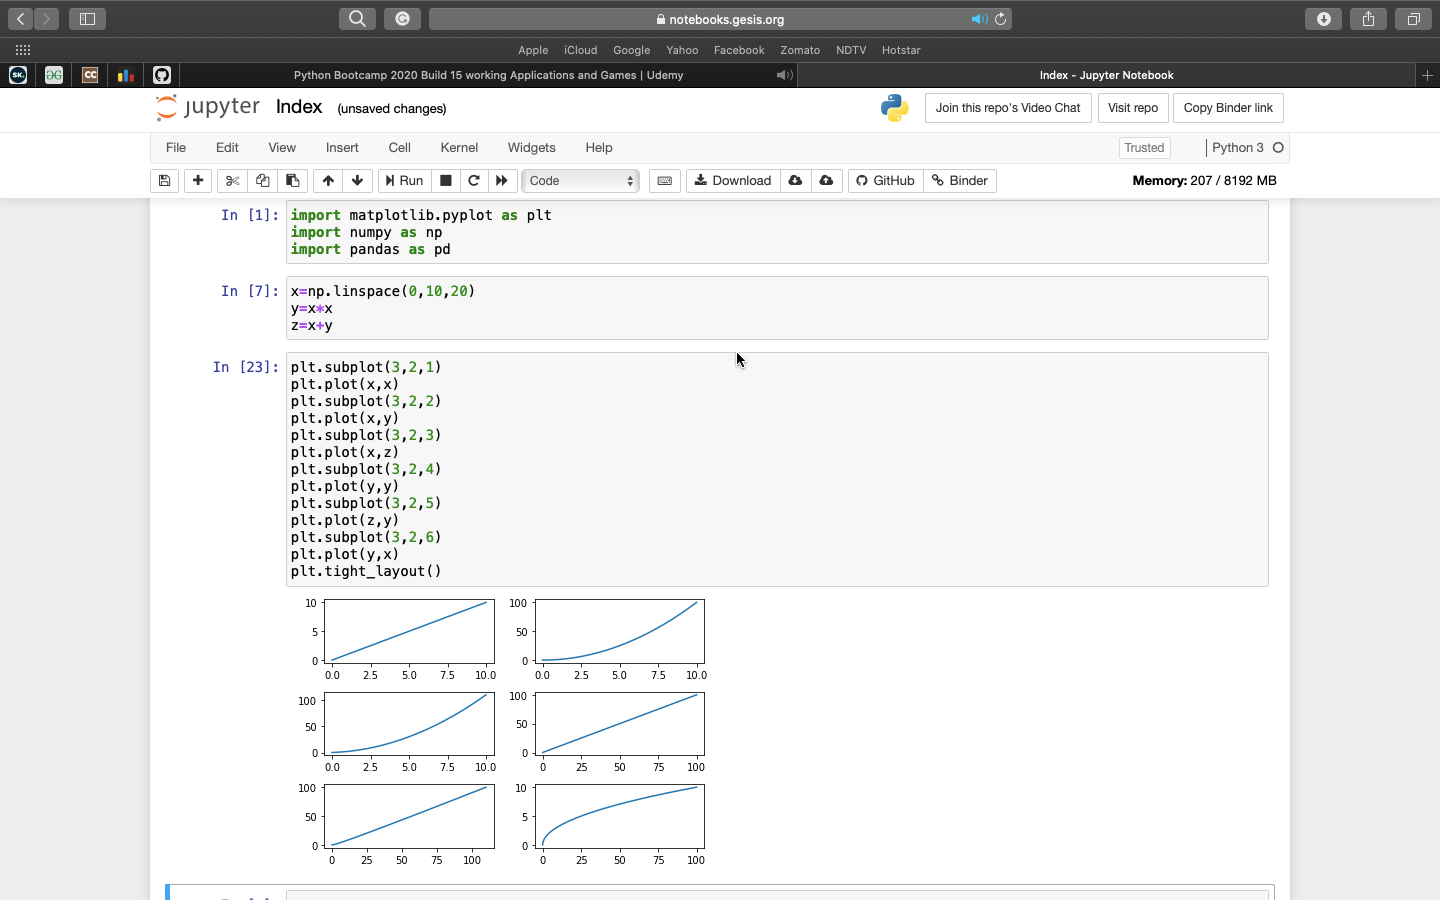 notebooks.gesis.org
Apple iCloud Google Yahoo Facebook Zomato NDTV Hotstar
SK. CC Python Bootcamp 2020 Build 15 working Applications and Games | Udemy Index - Jupyter Notebook
jupyter Index (unsaved changes) Join this repo's Video Chat Visit repo Copy Binder link
File Edit View Insert Cell Kernel Widgets Help Trusted Python 3
Run Code Download GitHub Binder Memory: 207 / 8192 MB
In [1]: import matplotlib.pyplot as plt
import numpy as np
import pandas as pd
In [7]: x=np.linspace(0,10,20)
y=x*x
z=x+y
In [23]: plt.subplot(3,2,1)
plt.plot(x,x)
plt.subplot(3,2,2)
plt.plot(x,y)
plt.subplot(3,2,3)
plt.plot(x,z)
plt.subplot(3,2,4)
plt.plot(y,y)
plt.subplot(3,2,5)
plt.plot(z,y)
plt.subplot(3,2,6)
plt.plot(y,x)
plt.tight_layout()
10 100
5 50
0 0
0.0 2.5 5.0 7.5 10.0 0.0 2.5 5.0 7.5 10.0
100 100
50 50
0 0
0.0 2.5 5.0 7.5 10.0 0 25 50 75 100
100 10
50 5
0 0
0 25 50 75 100 0 25 50 75 100